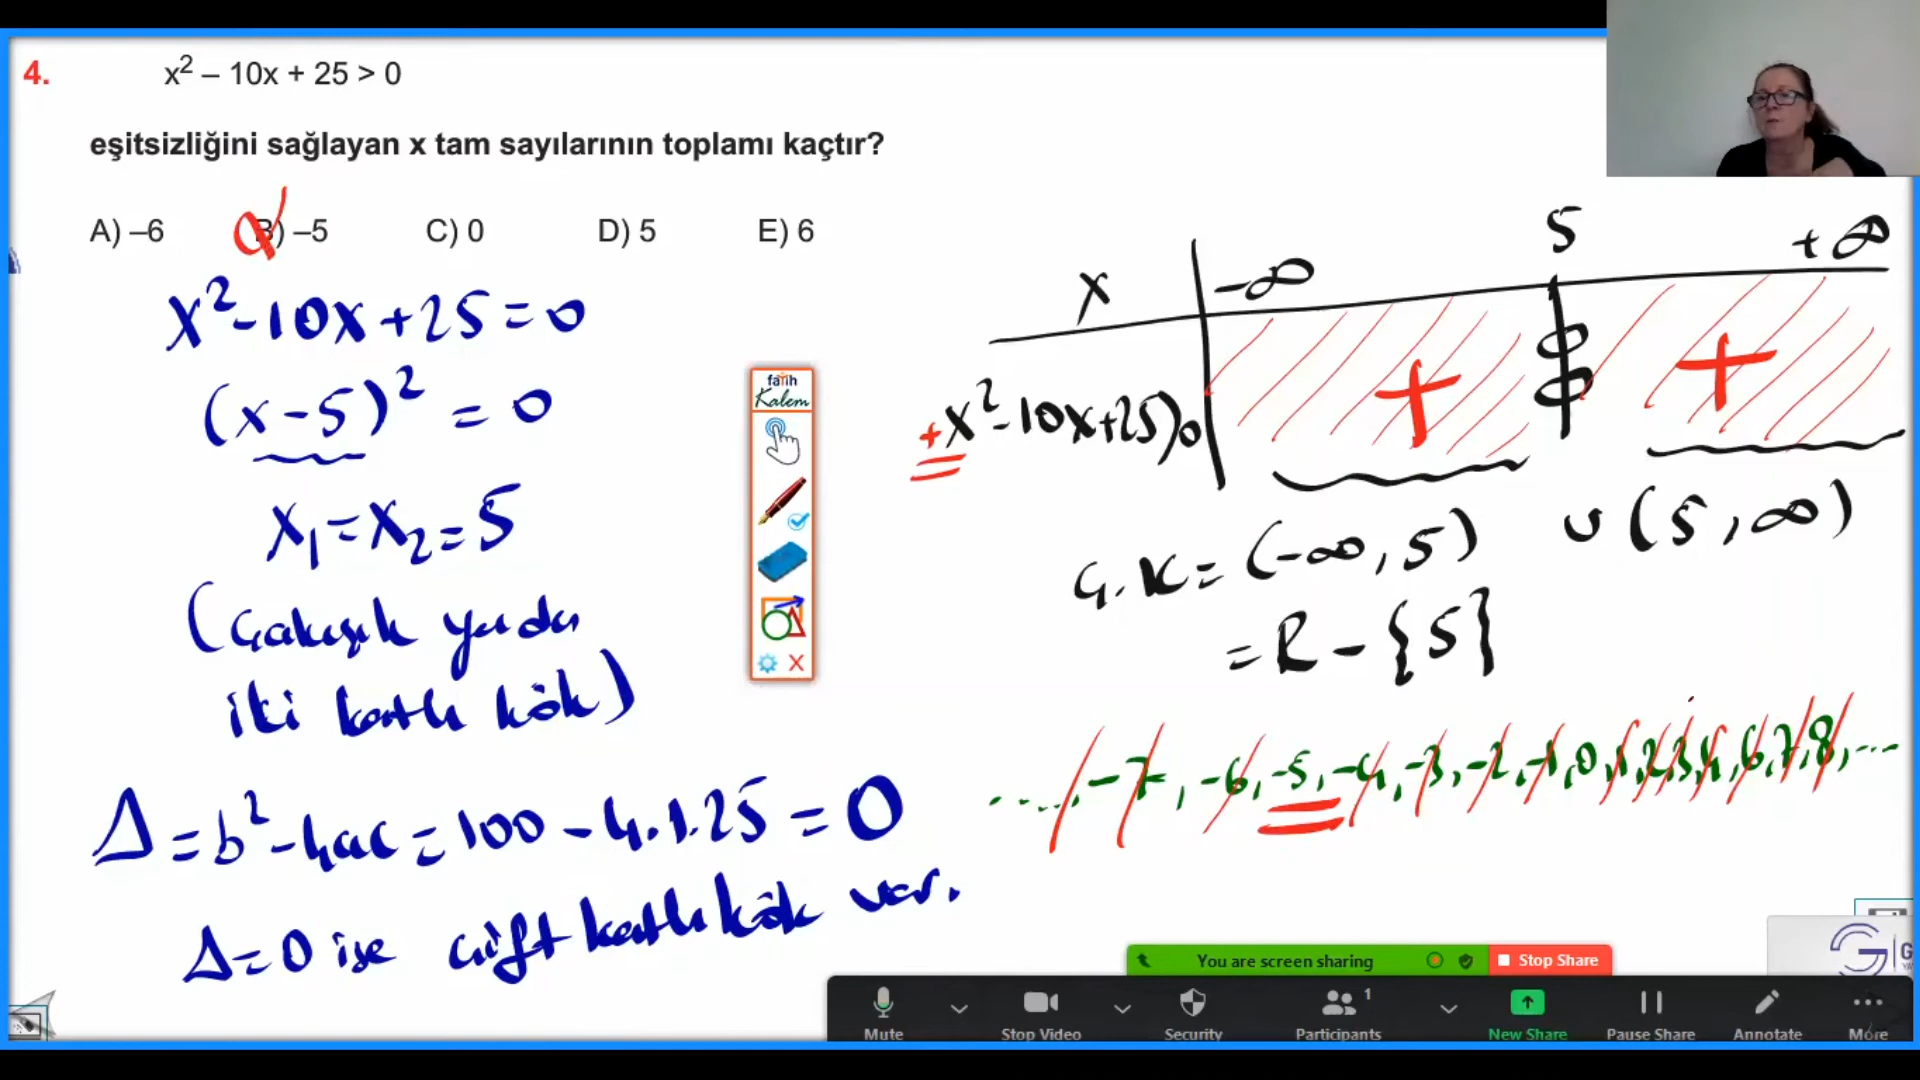 4. x² – 10x + 25 > 0
eşitsizliğini sağlayan x tam sayılarının toplamı kaçtır?
A) –6 B) –5 C) 0 D) 5 E) 6
x²-10x+25=0
(x-5)²=0
x₁=x₂=5
(Çakışık yada
iki katlı kök)
Δ=b²-4ac=100-4.1.25=0
Δ=0 ise çift katlı kök var.
fatih
Kalem
x -∞ 5 +∞
+x²-10x+25>0 + +
Ç.K=(-∞,5) ∪ (5,∞)
=R-{5}
...., -7, -6, -5, -4, -3, -2, -1, 0, 1, 2, 3, 4, 6, 7, 8, ...
You are screen sharing Stop Share
Mute Stop Video Security Participants 1 New Share Pause Share Annotate More